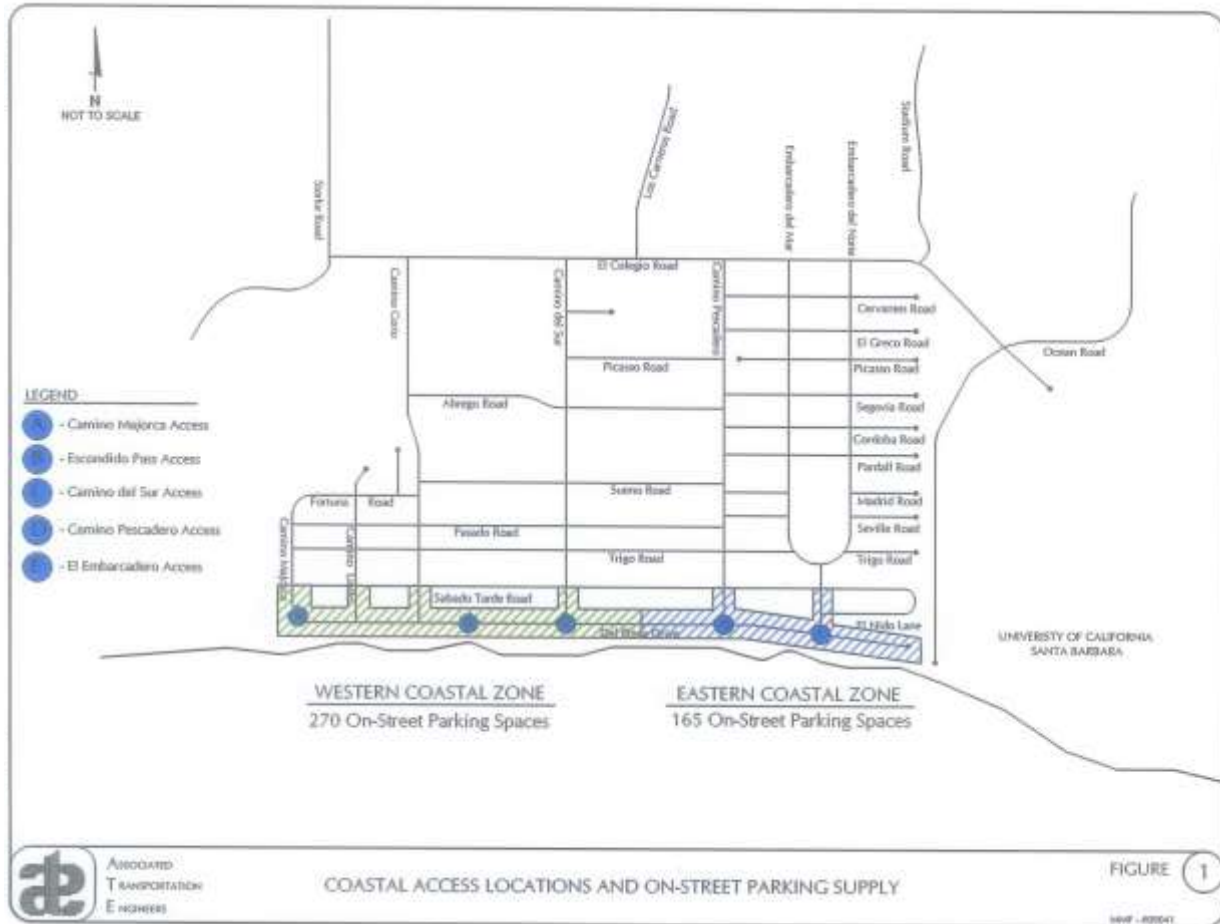 N
NOT TO SCALE
Los Carneros Road
Stadium Road
Embarcadero del Mar
Embarcadero del Norte
El Colegio Road
Camino del Sur
Camino Pescadero
Cervantes Road
El Greco Road
Ocean Road
Picasso Road
Picasso Road
LEGEND
Abrego Road
Segovia Road
A - Camino Majorca Access
Cordoba Road
- Escondido Pass Access
Pardall Road
- Camino del Sur Access
Sueno Road
Fortuna Road
Madrid Road
- Camino Pescadero Access
Pasado Road
Seville Road
Camino Majorca
- El Embarcadero Access
Trigo Road
Trigo Road
Sabado Tarde Road
El Nido Lane
UNIVERISTY OF CALIFORNIA
SANTA BARBARA
WESTERN COASTAL ZONE
270 On-Street Parking Spaces
EASTERN COASTAL ZONE
165 On-Street Parking Spaces
ASSOCIATED
TRANSPORTATION
ENGINEERS
COASTAL ACCESS LOCATIONS AND ON-STREET PARKING SUPPLY
FIGURE 1